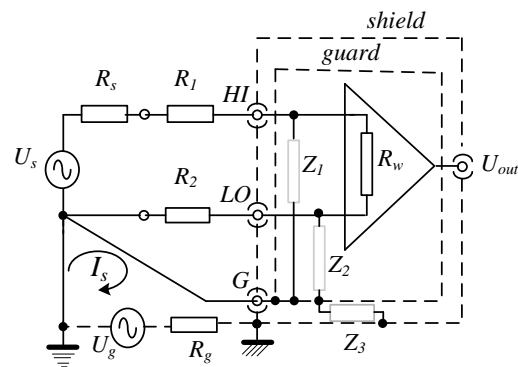 shield
guard
R_s
R_1
HI
U_s
R_2
Z_1
R_w
U_out
LO
I_s
G
Z_2
U_g
R_g
Z_3